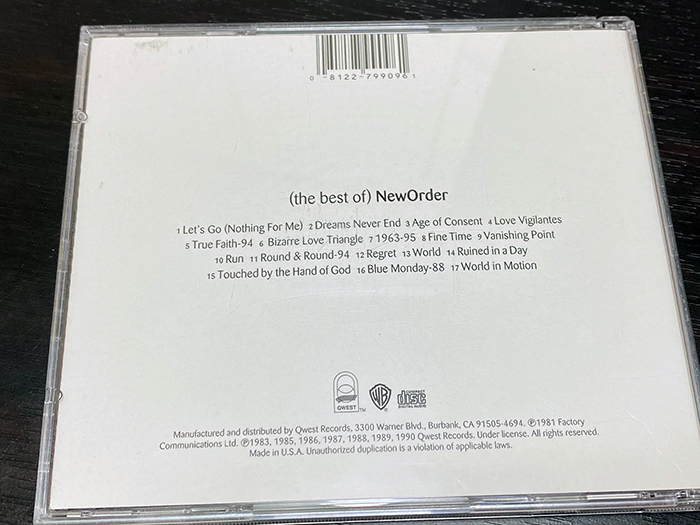 0 8122-799096 1
(the best of) NewOrder
1 Let's Go (Nothing For Me) 2 Dreams Never End 3 Age of Consent 4 Love Vigilantes
5 True Faith-94 6 Bizarre Love Triangle 7 1963-95 8 Fine Time 9 Vanishing Point
10 Run 11 Round & Round-94 12 Regret 13 World 14 Ruined in a Day
15 Touched by the Hand of God 16 Blue Monday-88 17 World in Motion
QWEST TM WB COMPACT disc DIGITAL AUDIO
Manufactured and distributed by Qwest Records, 3300 Warner Blvd., Burbank, CA 91505-4694. ℗1981 Factory
Communications Ltd. ℗1983, 1985, 1986, 1987, 1988, 1989, 1990 Qwest Records. Under license. All rights reserved.
Made in U.S.A. Unauthorized duplication is a violation of applicable laws.